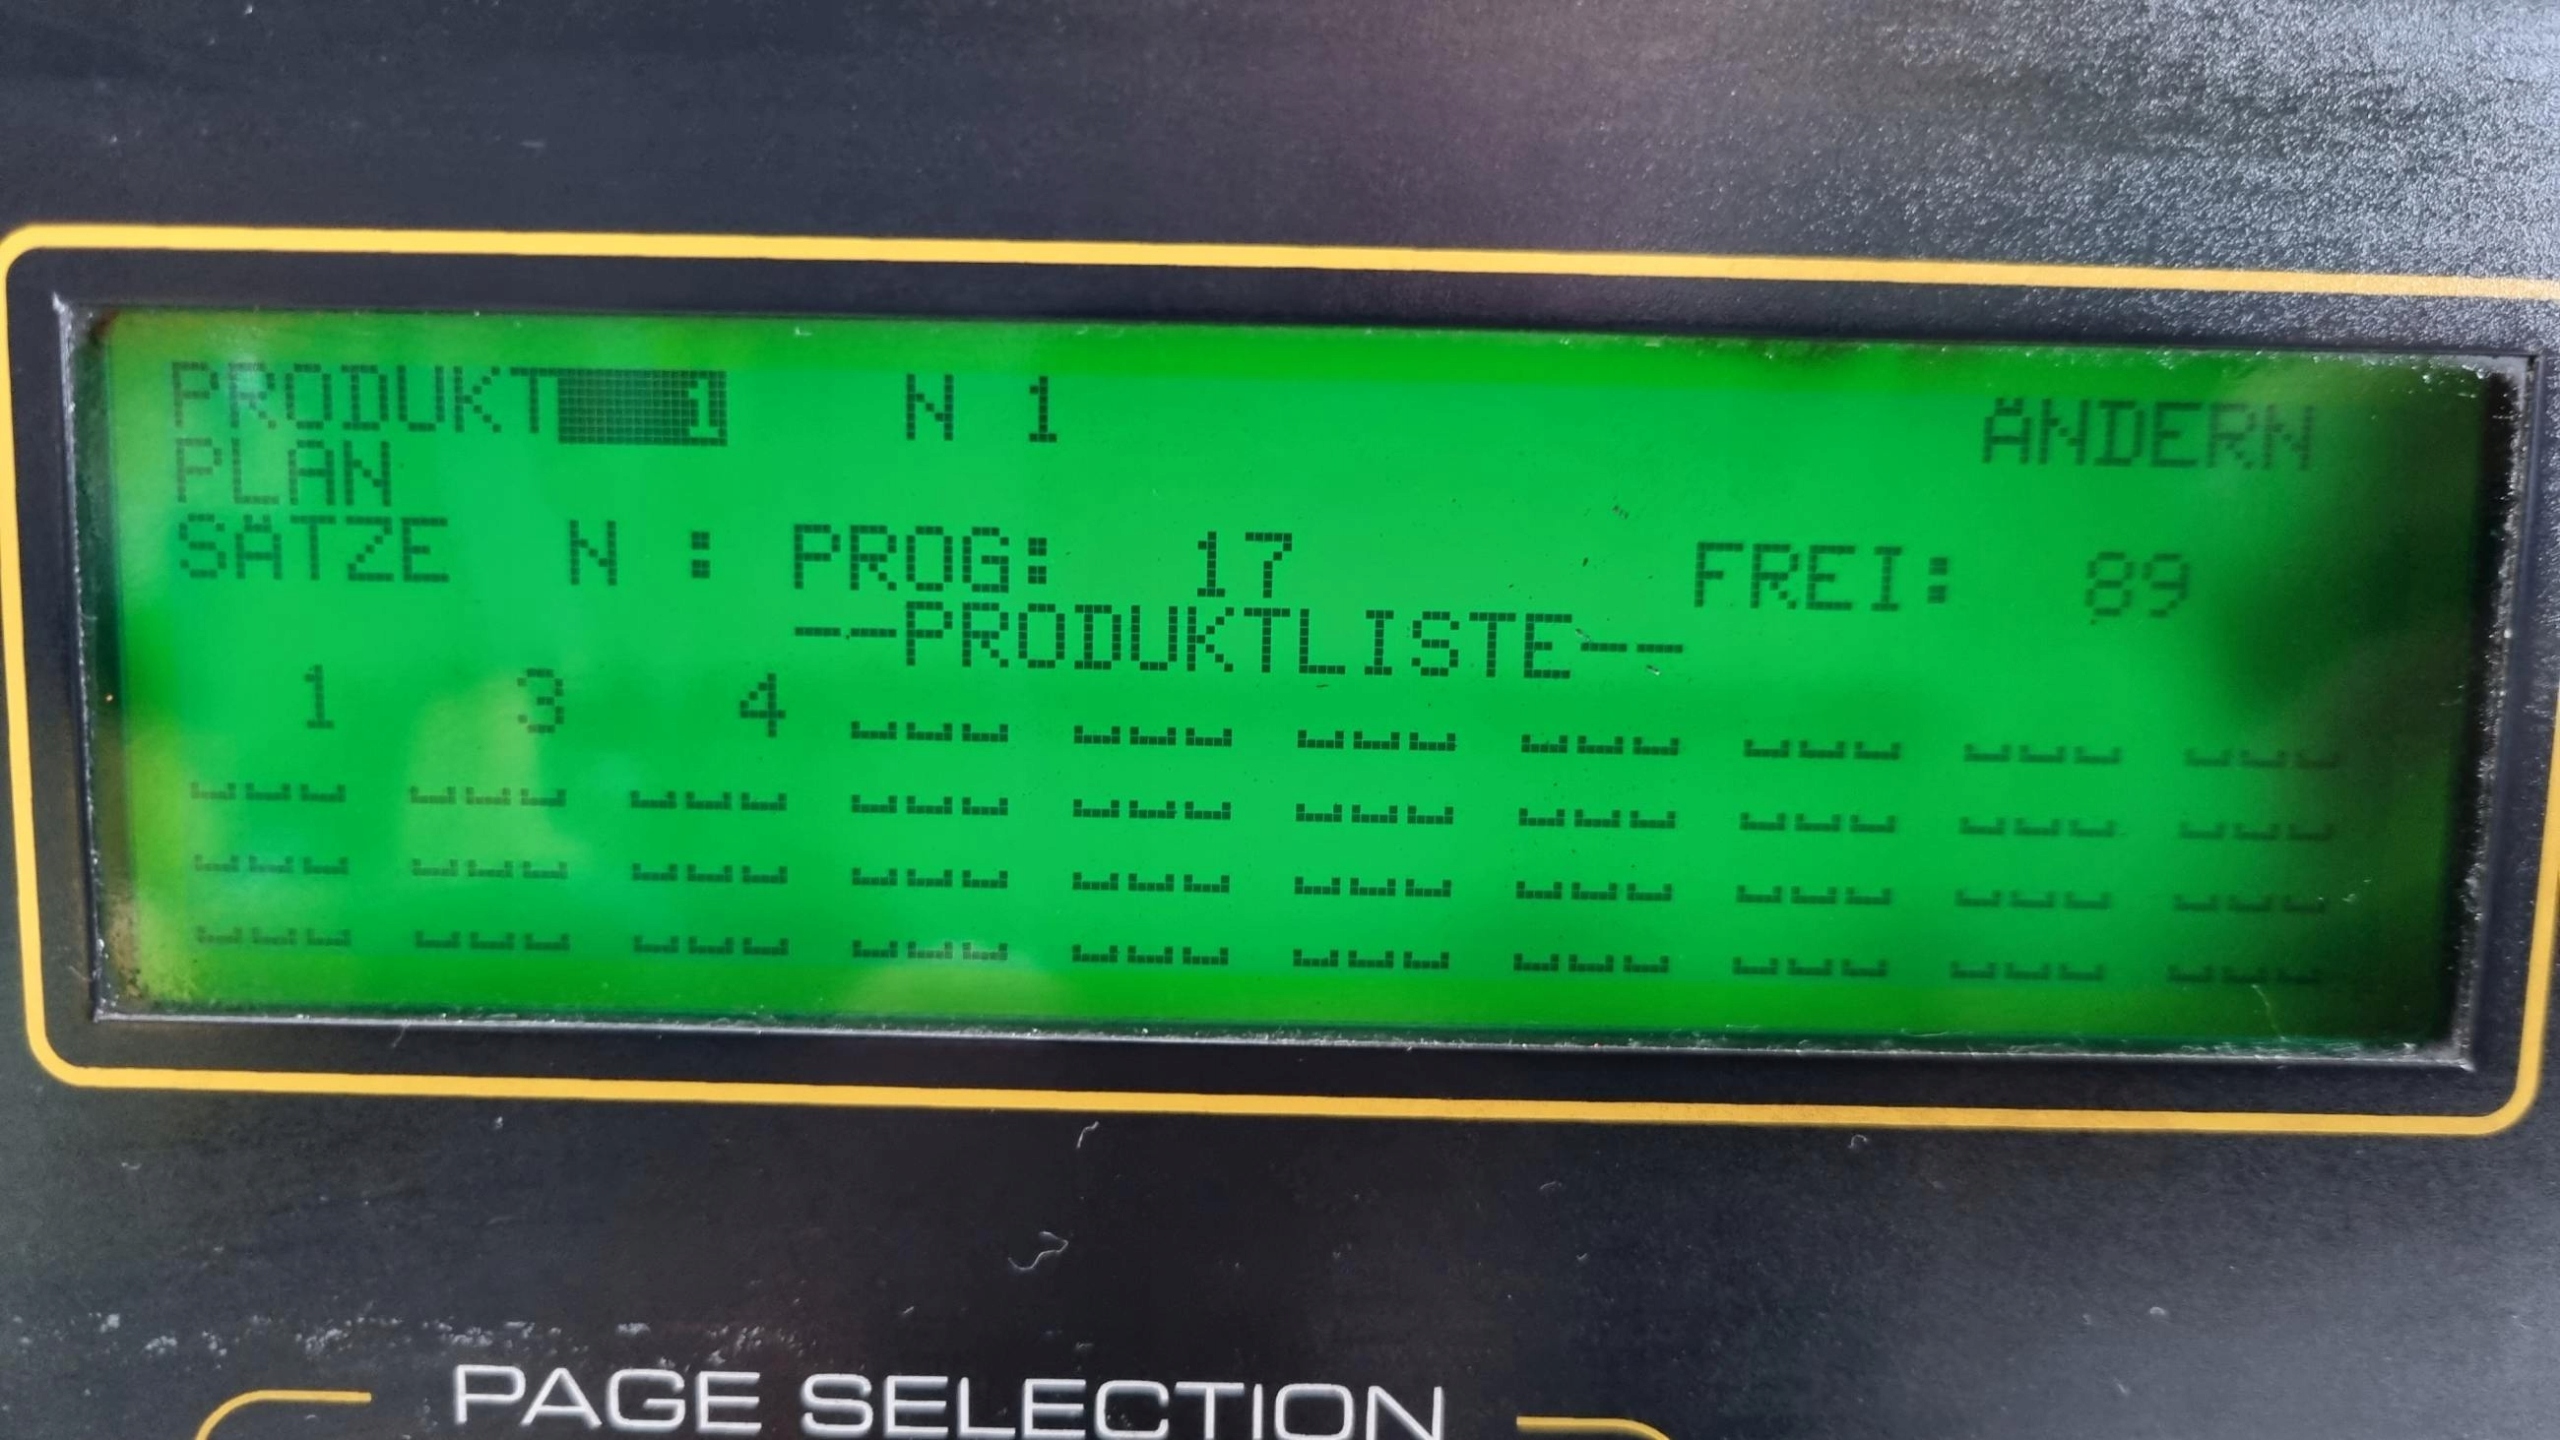 PRODUKT 1 N 1 ÄNDERN
PLAN
SÄTZE N : PROG: 17 FREI: 89
--PRODUKTLISTE--
1 3 4 ␣␣␣ ␣␣␣ ␣␣␣ ␣␣␣ ␣␣␣ ␣␣␣ ␣␣␣
␣␣␣ ␣␣␣ ␣␣␣ ␣␣␣ ␣␣␣ ␣␣␣ ␣␣␣ ␣␣␣ ␣␣␣ ␣␣␣
␣␣␣ ␣␣␣ ␣␣␣ ␣␣␣ ␣␣␣ ␣␣␣ ␣␣␣ ␣␣␣ ␣␣␣ ␣␣␣
␣␣␣ ␣␣␣ ␣␣␣ ␣␣␣ ␣␣␣ ␣␣␣ ␣␣␣ ␣␣␣ ␣␣␣ ␣␣␣
PAGE SELECTION